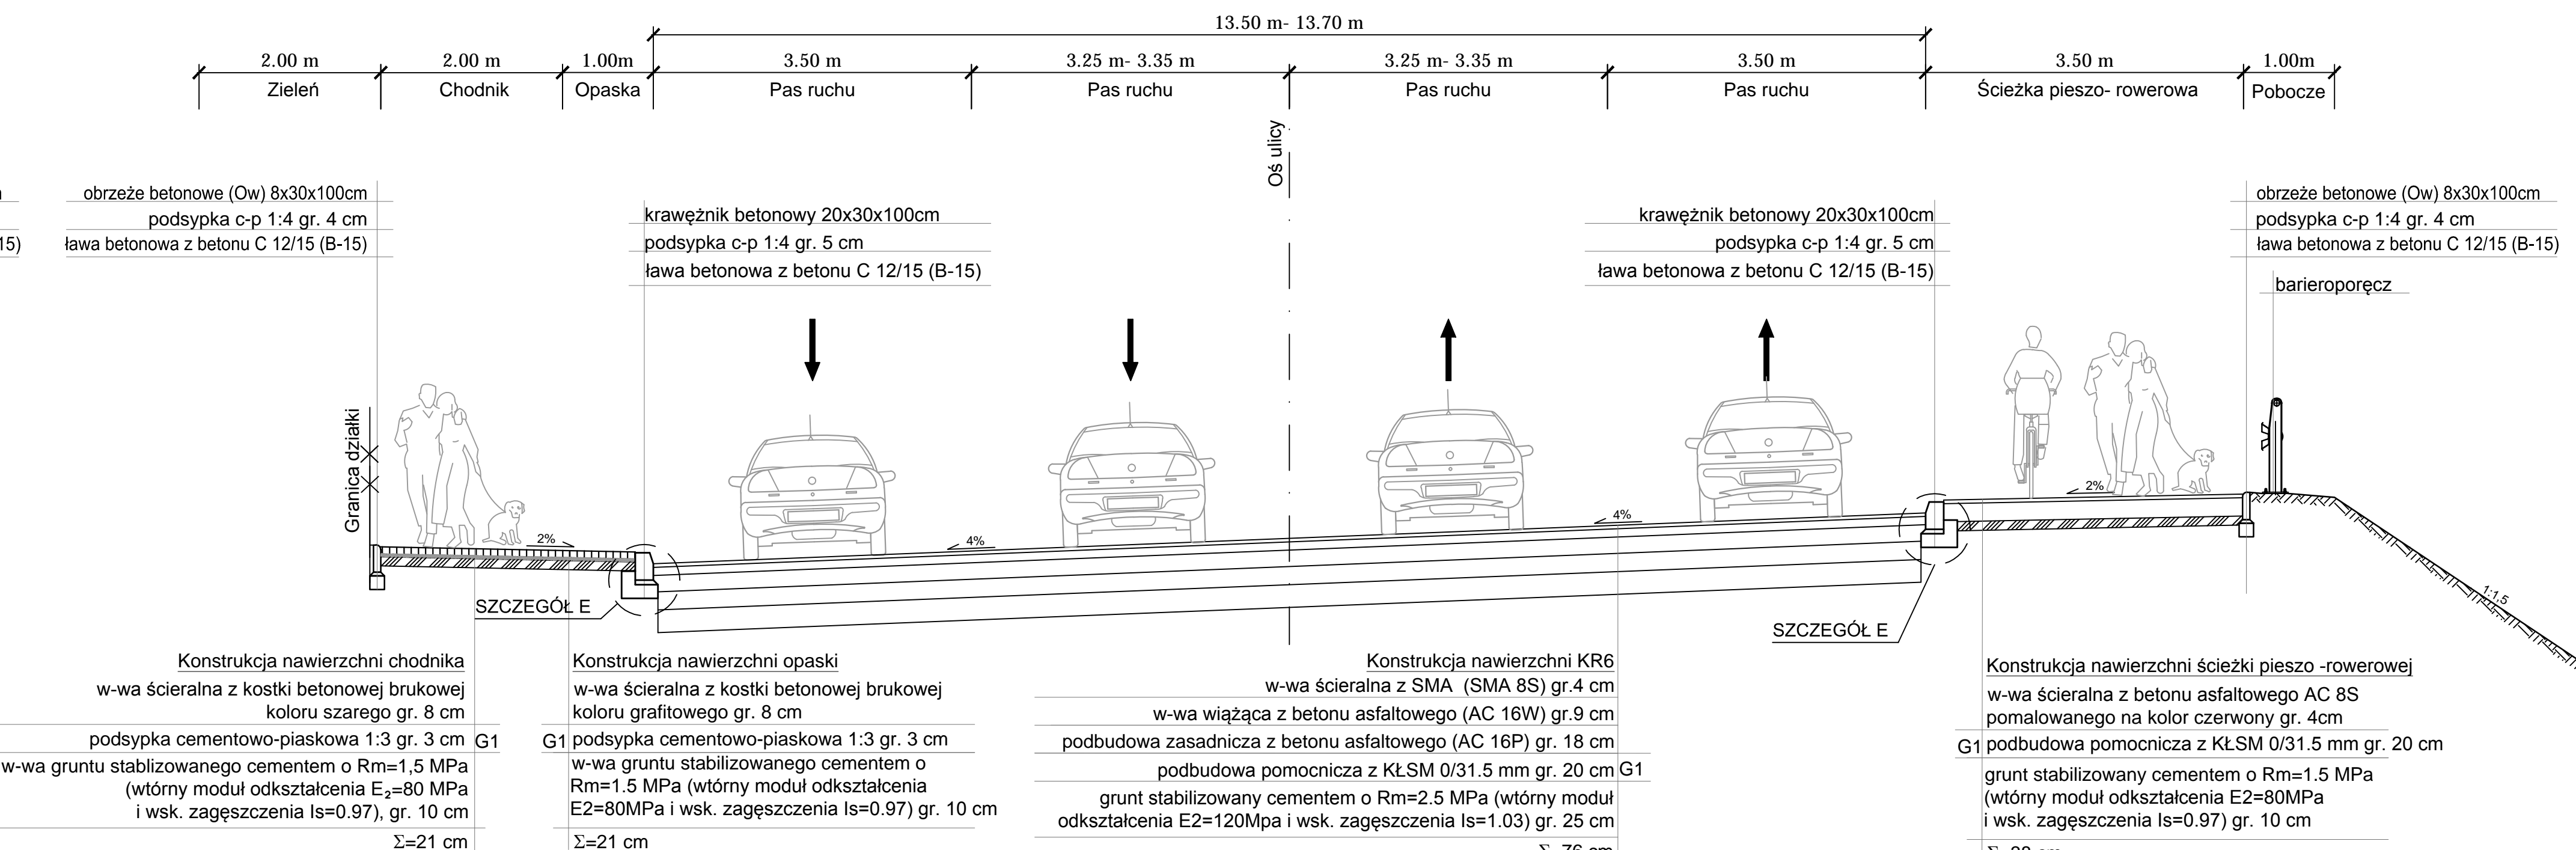 13.50 m- 13.70 m
2.00 m
2.00 m
1.00m
3.50 m
3.25 m- 3.35 m
3.25 m- 3.35 m
3.50 m
3.50 m
1.00m
Zieleń
Chodnik
Opaska
Pas ruchu
Pas ruchu
Pas ruchu
Pas ruchu
Ścieżka pieszo- rowerowa
Pobocze
Oś ulicy
15)
obrzeże betonowe (Ow) 8x30x100cm
podsypka c-p 1:4 gr. 4 cm
ława betonowa z betonu C 12/15 (B-15)
krawężnik betonowy 20x30x100cm
podsypka c-p 1:4 gr. 5 cm
ława betonowa z betonu C 12/15 (B-15)
krawężnik betonowy 20x30x100cm
podsypka c-p 1:4 gr. 5 cm
ława betonowa z betonu C 12/15 (B-15)
obrzeże betonowe (Ow) 8x30x100cm
podsypka c-p 1:4 gr. 4 cm
ława betonowa z betonu C 12/15 (B-15)
barieroporęcz
Granica działki
2%
4%
4%
2%
1:1,5
SZCZEGÓŁ E
SZCZEGÓŁ E
Konstrukcja nawierzchni chodnika
w-wa ścieralna z kostki betonowej brukowej
koloru szarego gr. 8 cm
podsypka cementowo-piaskowa 1:3 gr. 3 cm
G1
w-wa gruntu stablizowanego cementem o Rm=1,5 MPa
(wtórny moduł odkształcenia E₂=80 MPa
i wsk. zagęszczenia Is=0.97), gr. 10 cm
Σ=21 cm
Konstrukcja nawierzchni opaski
w-wa ścieralna z kostki betonowej brukowej
koloru grafitowego gr. 8 cm
G1
podsypka cementowo-piaskowa 1:3 gr. 3 cm
w-wa gruntu stabilizowanego cementem o
Rm=1.5 MPa (wtórny moduł odkształcenia
E2=80MPa i wsk. zagęszczenia Is=0.97) gr. 10 cm
Σ=21 cm
Konstrukcja nawierzchni KR6
w-wa ścieralna z SMA (SMA 8S) gr.4 cm
w-wa wiążąca z betonu asfaltowego (AC 16W) gr.9 cm
podbudowa zasadnicza z betonu asfaltowego (AC 16P) gr. 18 cm
podbudowa pomocnicza z KŁSM 0/31.5 mm gr. 20 cm
G1
grunt stabilizowany cementem o Rm=2.5 MPa (wtórny moduł
odkształcenia E2=120Mpa i wsk. zagęszczenia Is=1.03) gr. 25 cm
Konstrukcja nawierzchni ścieżki pieszo -rowerowej
w-wa ścieralna z betonu asfaltowego AC 8S
pomalowanego na kolor czerwony gr. 4cm
G1
podbudowa pomocnicza z KŁSM 0/31.5 mm gr. 20 cm
grunt stabilizowany cementem o Rm=1.5 MPa
(wtórny moduł odkształcenia E2=80MPa
i wsk. zagęszczenia Is=0.97) gr. 10 cm